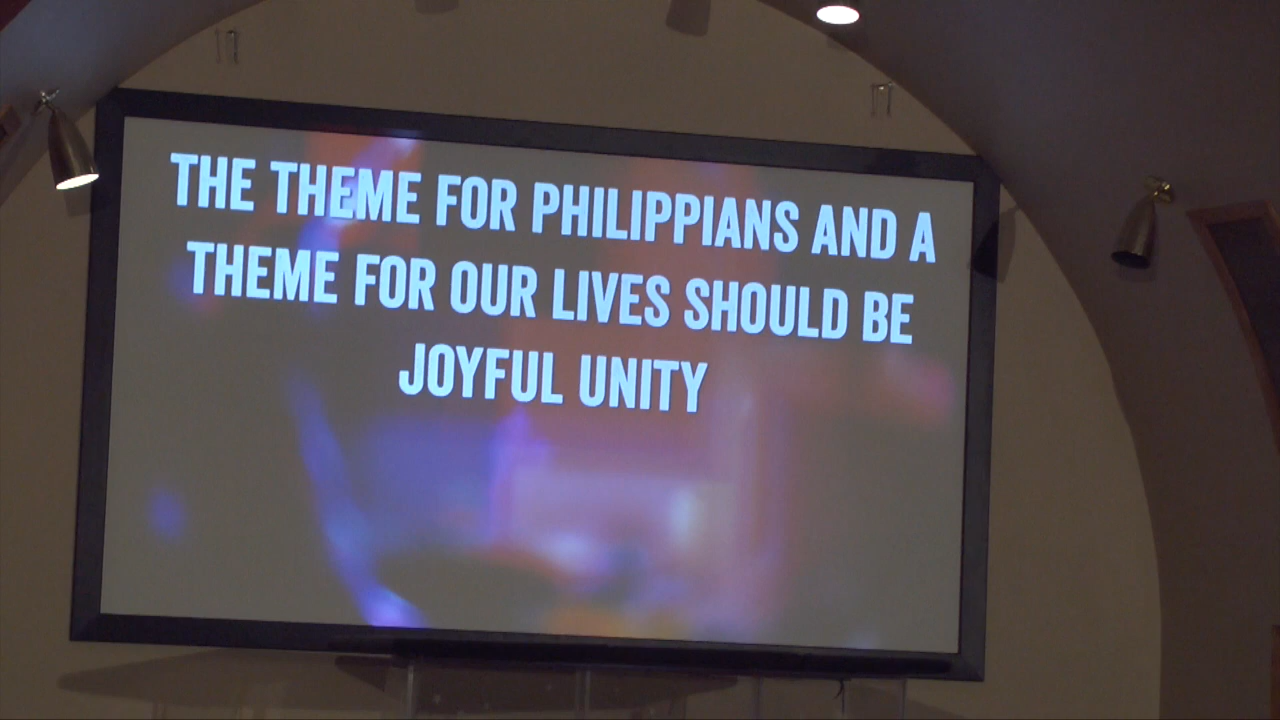 THE THEME FOR PHILIPPIANS AND A
THEME FOR OUR LIVES SHOULD BE
JOYFUL UNITY